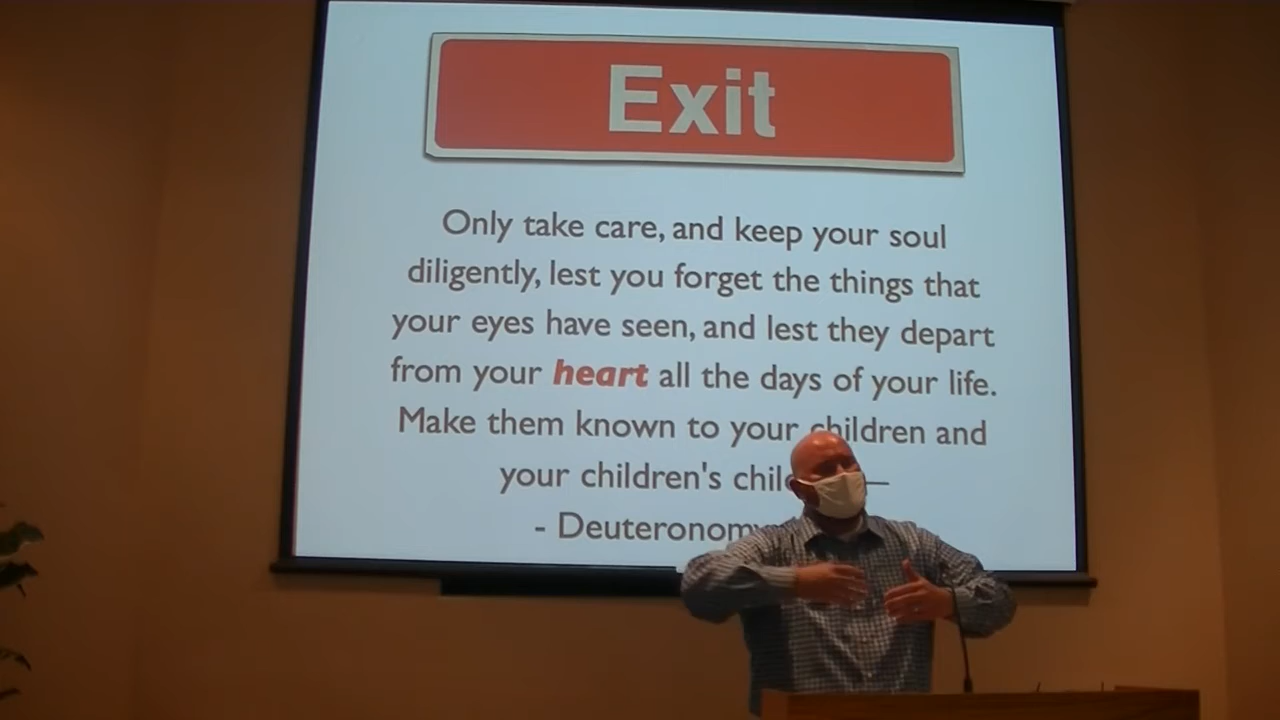 Exit
Only take care, and keep your soul
diligently, lest you forget the things that
your eyes have seen, and lest they depart
from your heart all the days of your life.
Make them known to your children and
your children's —
- Deuteronomy